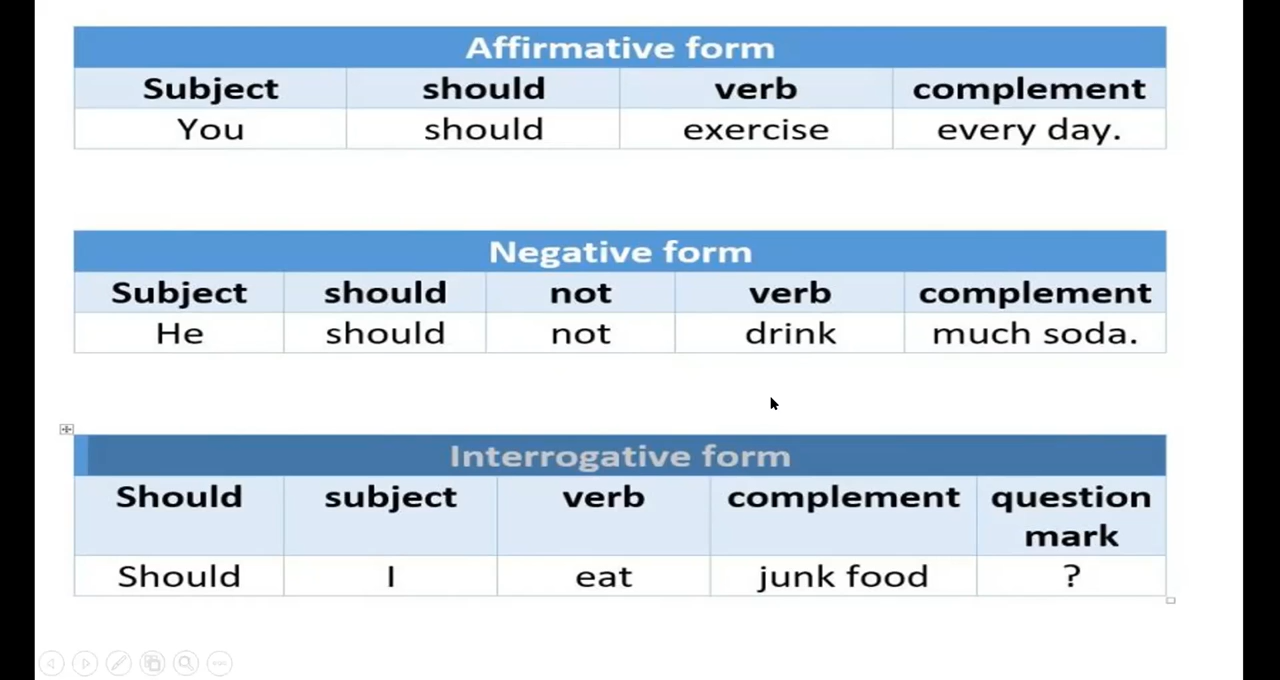 Affirmative form
Subject should verb complement
You should exercise every day.
Negative form
Subject should not verb complement
He should not drink much soda.
Interrogative form
Should subject verb complement question mark
Should I eat junk food ?